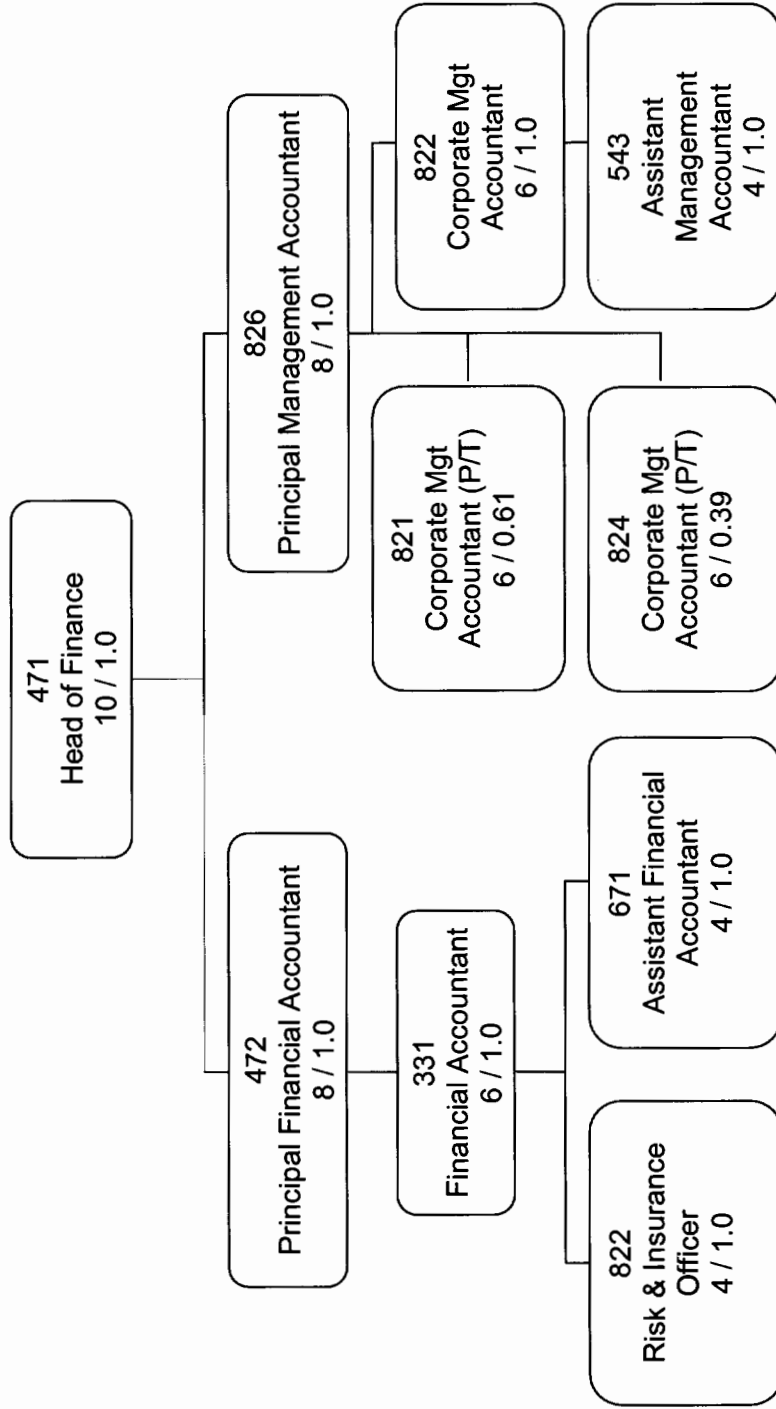 471
Head of Finance
10 / 1.0
472
Principal Financial Accountant
8 / 1.0
826
Principal Management Accountant
8 / 1.0
331
Financial Accountant
6 / 1.0
821
Corporate Mgt
Accountant (P/T)
6 / 0.61
822
Corporate Mgt
Accountant
6 / 1.0
822
Risk & Insurance
Officer
4 / 1.0
671
Assistant Financial
Accountant
4 / 1.0
824
Corporate Mgt
Accountant (P/T)
6 / 0.39
543
Assistant
Management
Accountant
4 / 1.0